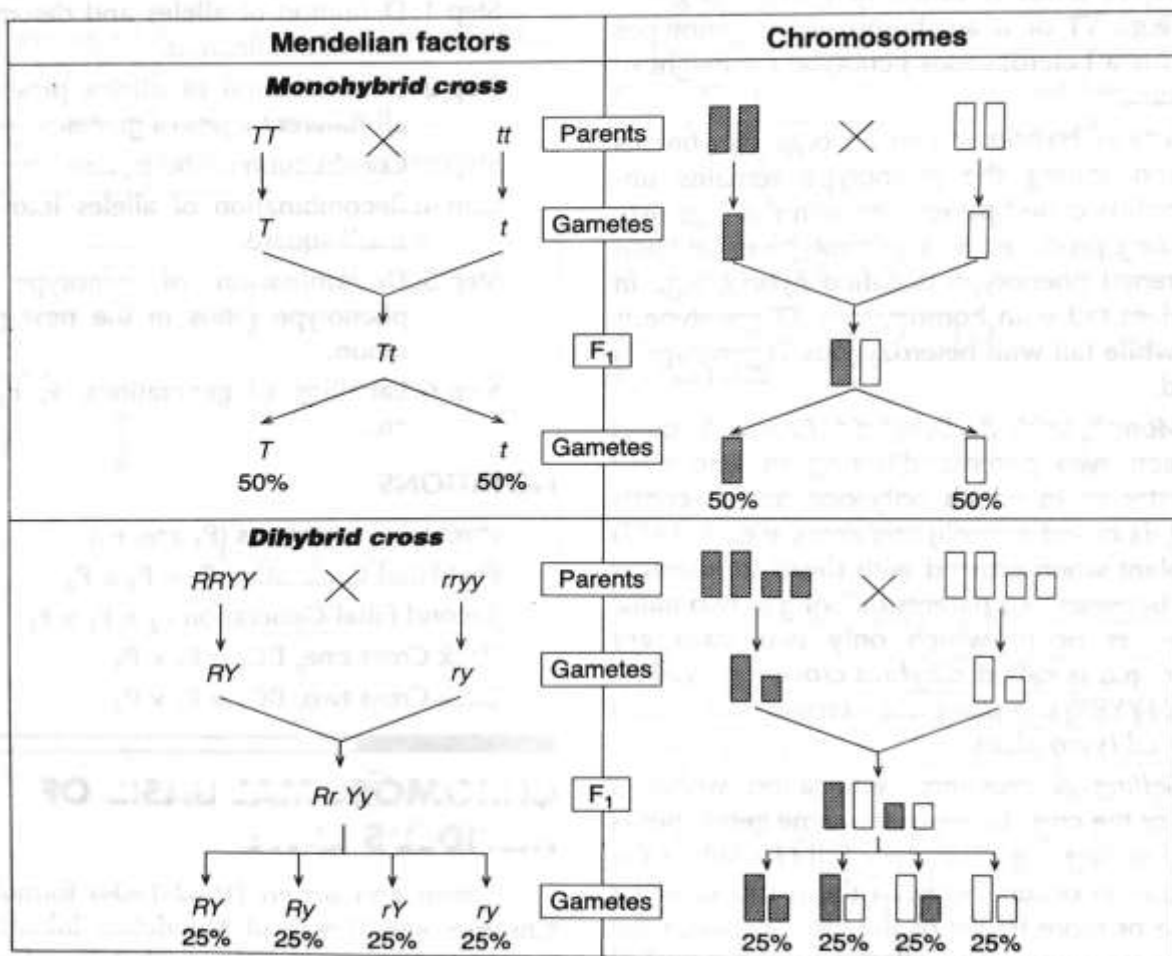 Mendelian factors Chromosomes
Monohybrid cross
TT tt Parents
T t Gametes
Tt F1
T t Gametes
50% 50% 50% 50%
Dihybrid cross
RRYY rryy Parents
RY ry Gametes
Rr Yy F1
RY Ry rY ry Gametes
25% 25% 25% 25% 25% 25% 25% 25%